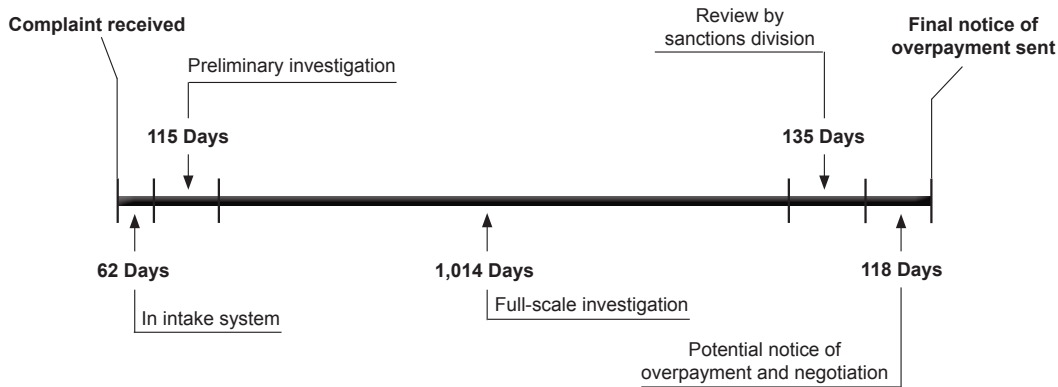 Complaint received
Preliminary investigation
115 Days
Review by
sanctions division
135 Days
Final notice of
overpayment sent
62 Days
In intake system
1,014 Days
Full-scale investigation
118 Days
Potential notice of
overpayment and negotiation